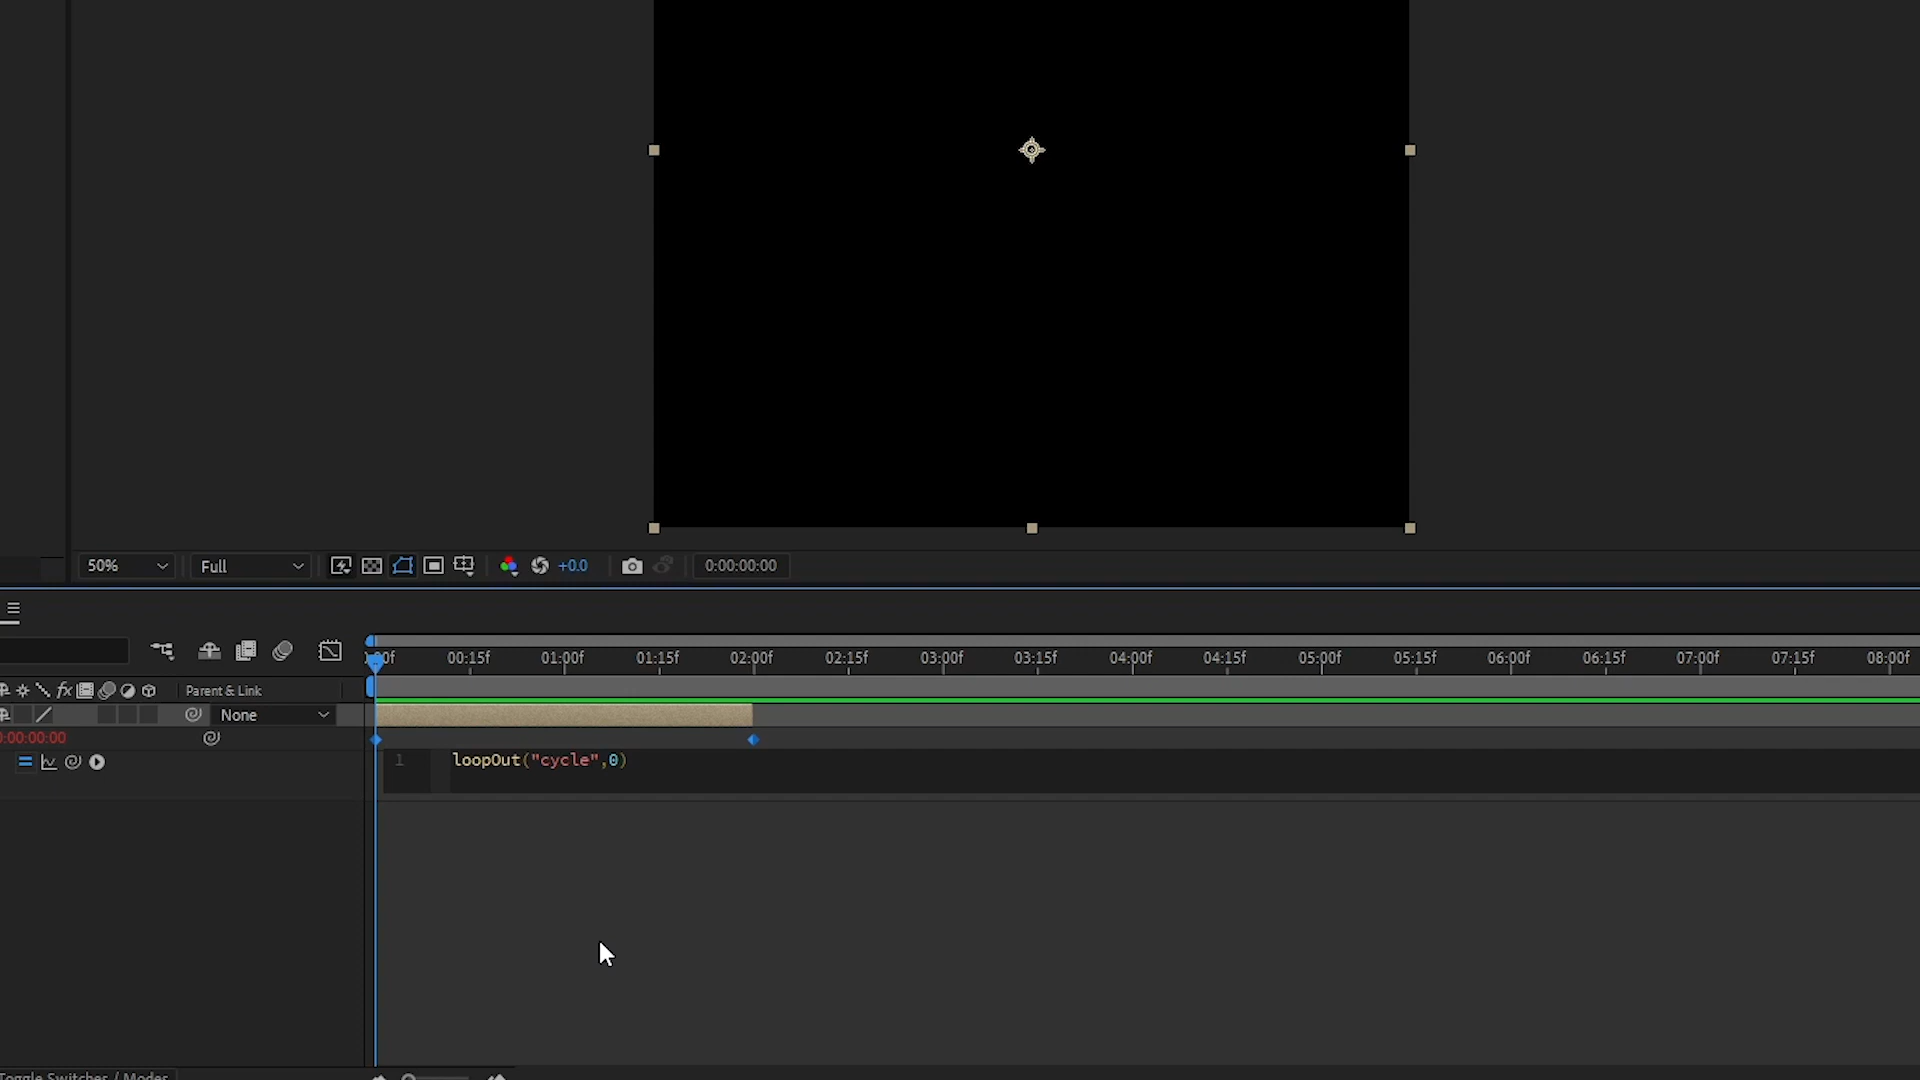 50% Full +0.0 0:00:00:00
00:15f 01:00f 01:15f 02:00f 02:15f 03:00f 03:15f 04:00f 04:15f 05:00f 05:15f 06:00f 06:15f 07:00f 07:15f 08:00f
fx Parent & Link
None
0:00:00:00
1 loopOut("cycle",0)
Toggle Switches / Modes